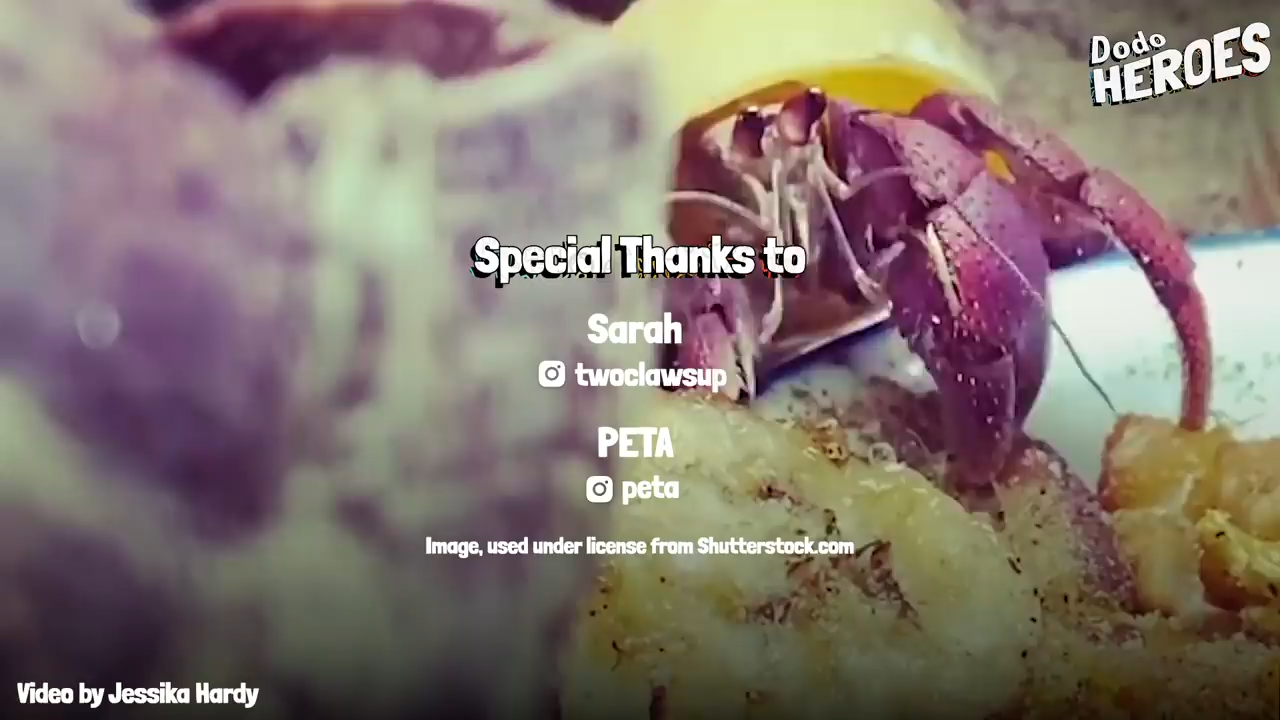 Dodo
HEROES
Special Thanks to
Sarah
twoclawsup
PETA
peta
Image, used under license from Shutterstock.com
Video by Jessika Hardy